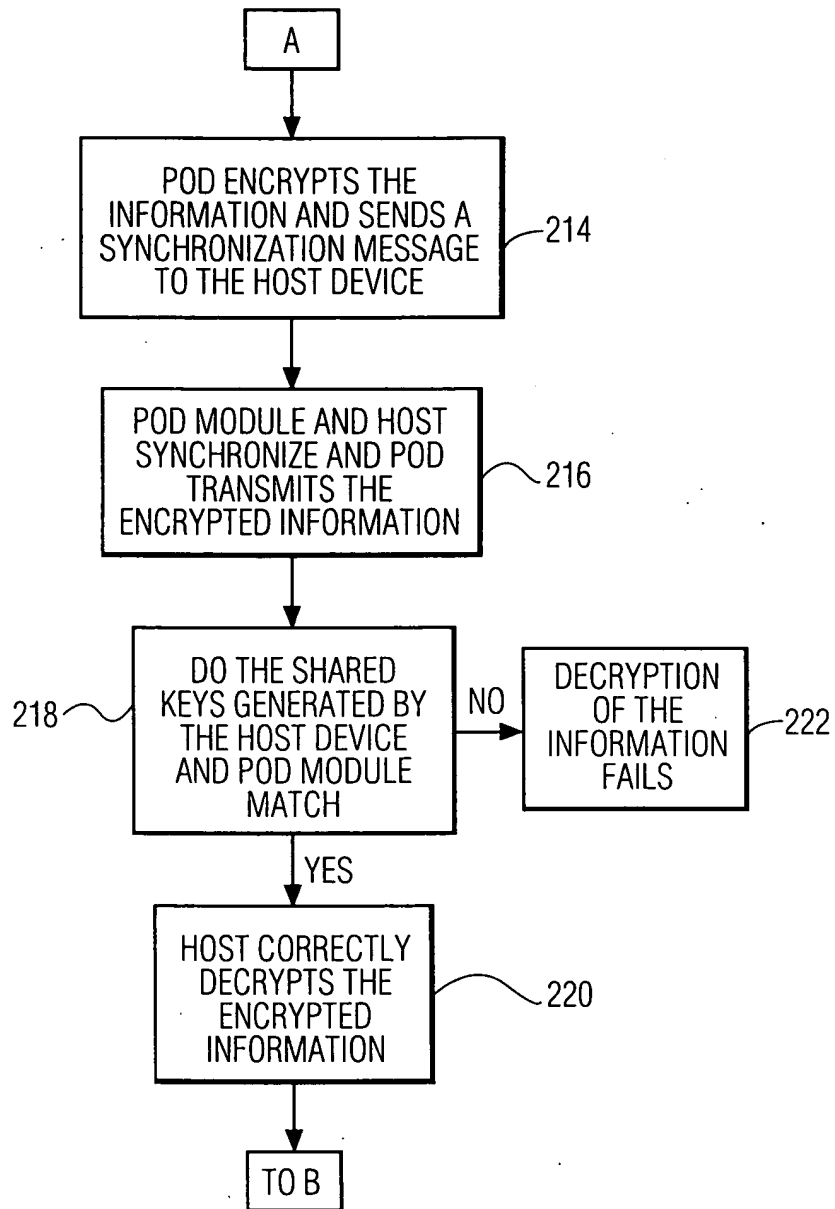 A
POD ENCRYPTS THE
INFORMATION AND SENDS A
SYNCHRONIZATION MESSAGE
TO THE HOST DEVICE
214
POD MODULE AND HOST
SYNCHRONIZE AND POD
TRANSMITS THE
ENCRYPTED INFORMATION
216
218
DO THE SHARED
KEYS GENERATED BY
THE HOST DEVICE
AND POD MODULE
MATCH
NO
DECRYPTION
OF THE
INFORMATION
FAILS
222
YES
HOST CORRECTLY
DECRYPTS THE
ENCRYPTED
INFORMATION
220
TO B